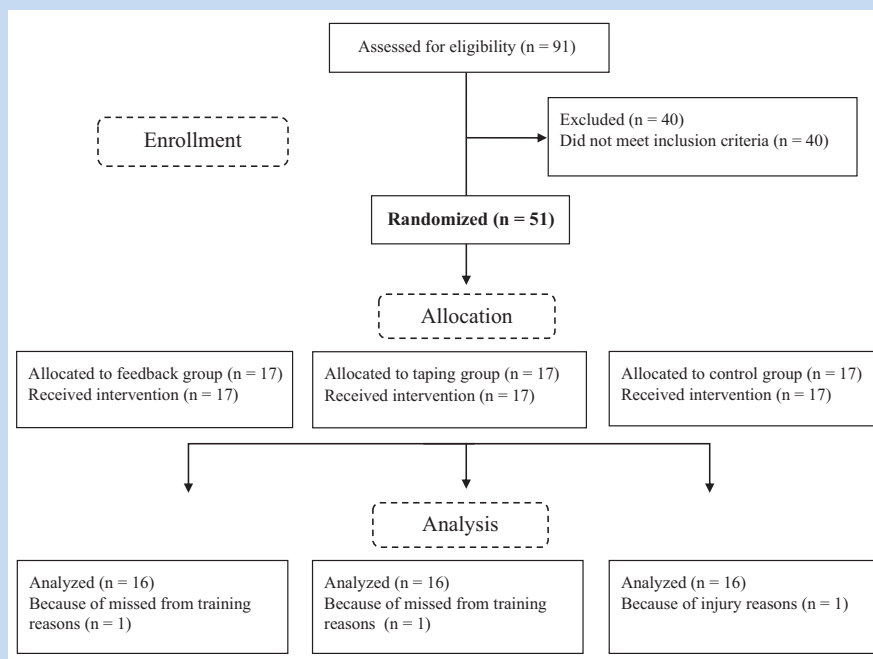 Assessed for eligibility (n = 91)
Excluded (n = 40)
Did not meet inclusion criteria (n = 40)
Enrollment
Randomized (n = 51)
Allocation
Allocated to feedback group (n = 17)
Received intervention (n = 17)
Allocated to taping group (n = 17)
Received intervention (n = 17)
Allocated to control group (n = 17)
Received intervention (n = 17)
Analysis
Analyzed (n = 16)
Because of missed from training
reasons (n = 1)
Analyzed (n = 16)
Because of missed from training
reasons (n = 1)
Analyzed (n = 16)
Because of injury reasons (n = 1)